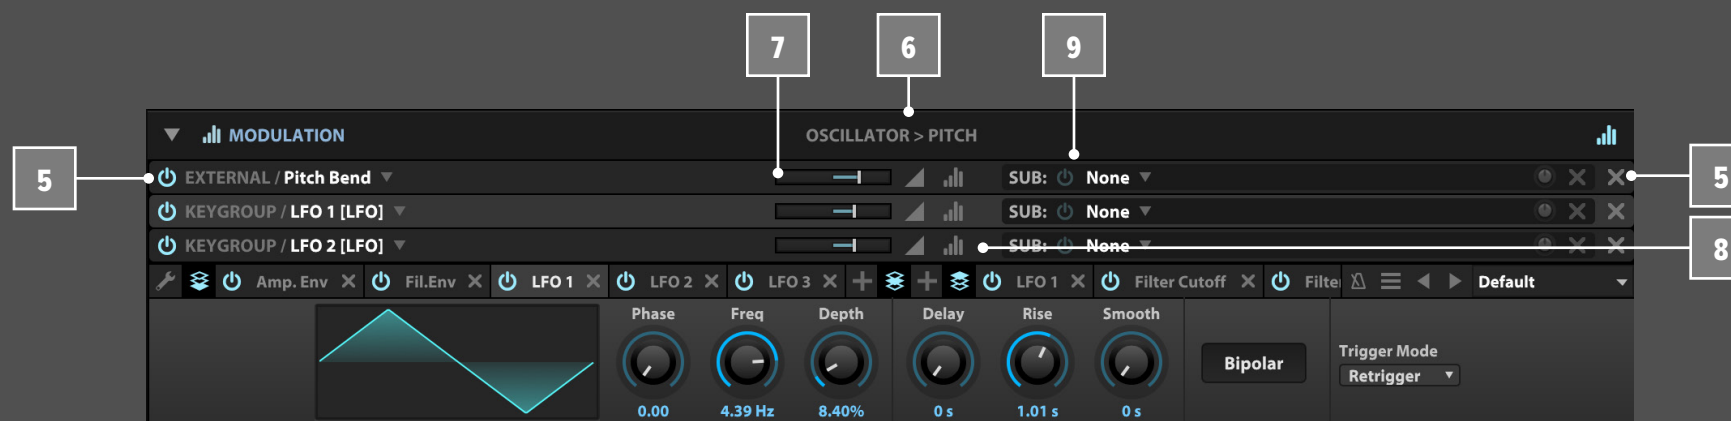 7 6 9
MODULATION OSCILLATOR > PITCH
5 EXTERNAL / Pitch Bend SUB: None 5
KEYGROUP / LFO 1 [LFO] SUB: None
KEYGROUP / LFO 2 [LFO] SUB: None 8
Amp. Env Fil.Env LFO 1 LFO 2 LFO 3 LFO 1 Filter Cutoff Filte Default
Phase Freq Depth Delay Rise Smooth
Bipolar Trigger Mode
Retrigger
0.00 4.39 Hz 8.40% 0 s 1.01 s 0 s